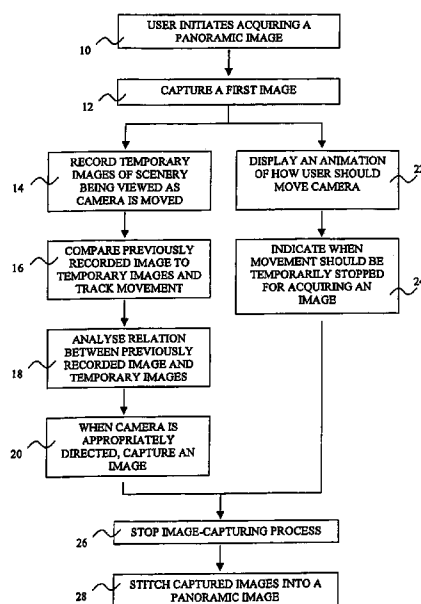 USER INITIATES ACQUIRING A
PANORAMIC IMAGE
10
CAPTURE A FIRST IMAGE
12
RECORD TEMPORARY
IMAGES OF SCENERY
BEING VIEWED AS
CAMERA IS MOVED
14
DISPLAY AN ANIMATION
OF HOW USER SHOULD
MOVE CAMERA
COMPARE PREVIOUSLY
RECORDED IMAGE TO
TEMPORARY IMAGES AND
TRACK MOVEMENT
16
INDICATE WHEN
MOVEMENT SHOULD BE
TEMPORARILY STOPPED
FOR ACQUIRING AN
IMAGE
ANALYSE RELATION
BETWEEN PREVIOUSLY
RECORDED IMAGE AND
TEMPORARY IMAGES
18
WHEN CAMERA IS
APPROPRIATELY
DIRECTED, CAPTURE AN
IMAGE
20
STOP IMAGE-CAPTURING PROCESS
26
STITCH CAPTURED IMAGES INTO A
PANORAMIC IMAGE
28